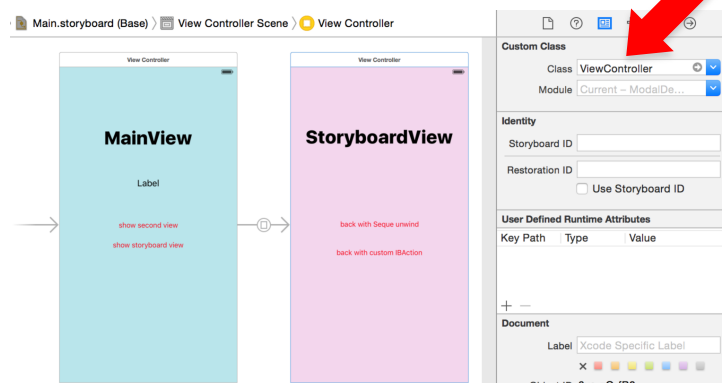 Main.storyboard (Base) 〉 View Controller Scene 〉 View Controller
View Controller
MainView
Label
show second view
show storyboard view
View Controller
StoryboardView
back with Seque unwind
back with custom IBAction
Custom Class
Class ViewController
Module Current – ModalDe...
Identity
Storyboard ID
Restoration ID
Use Storyboard ID
User Defined Runtime Attributes
Key Path Type Value
Document
Label Xcode Specific Label